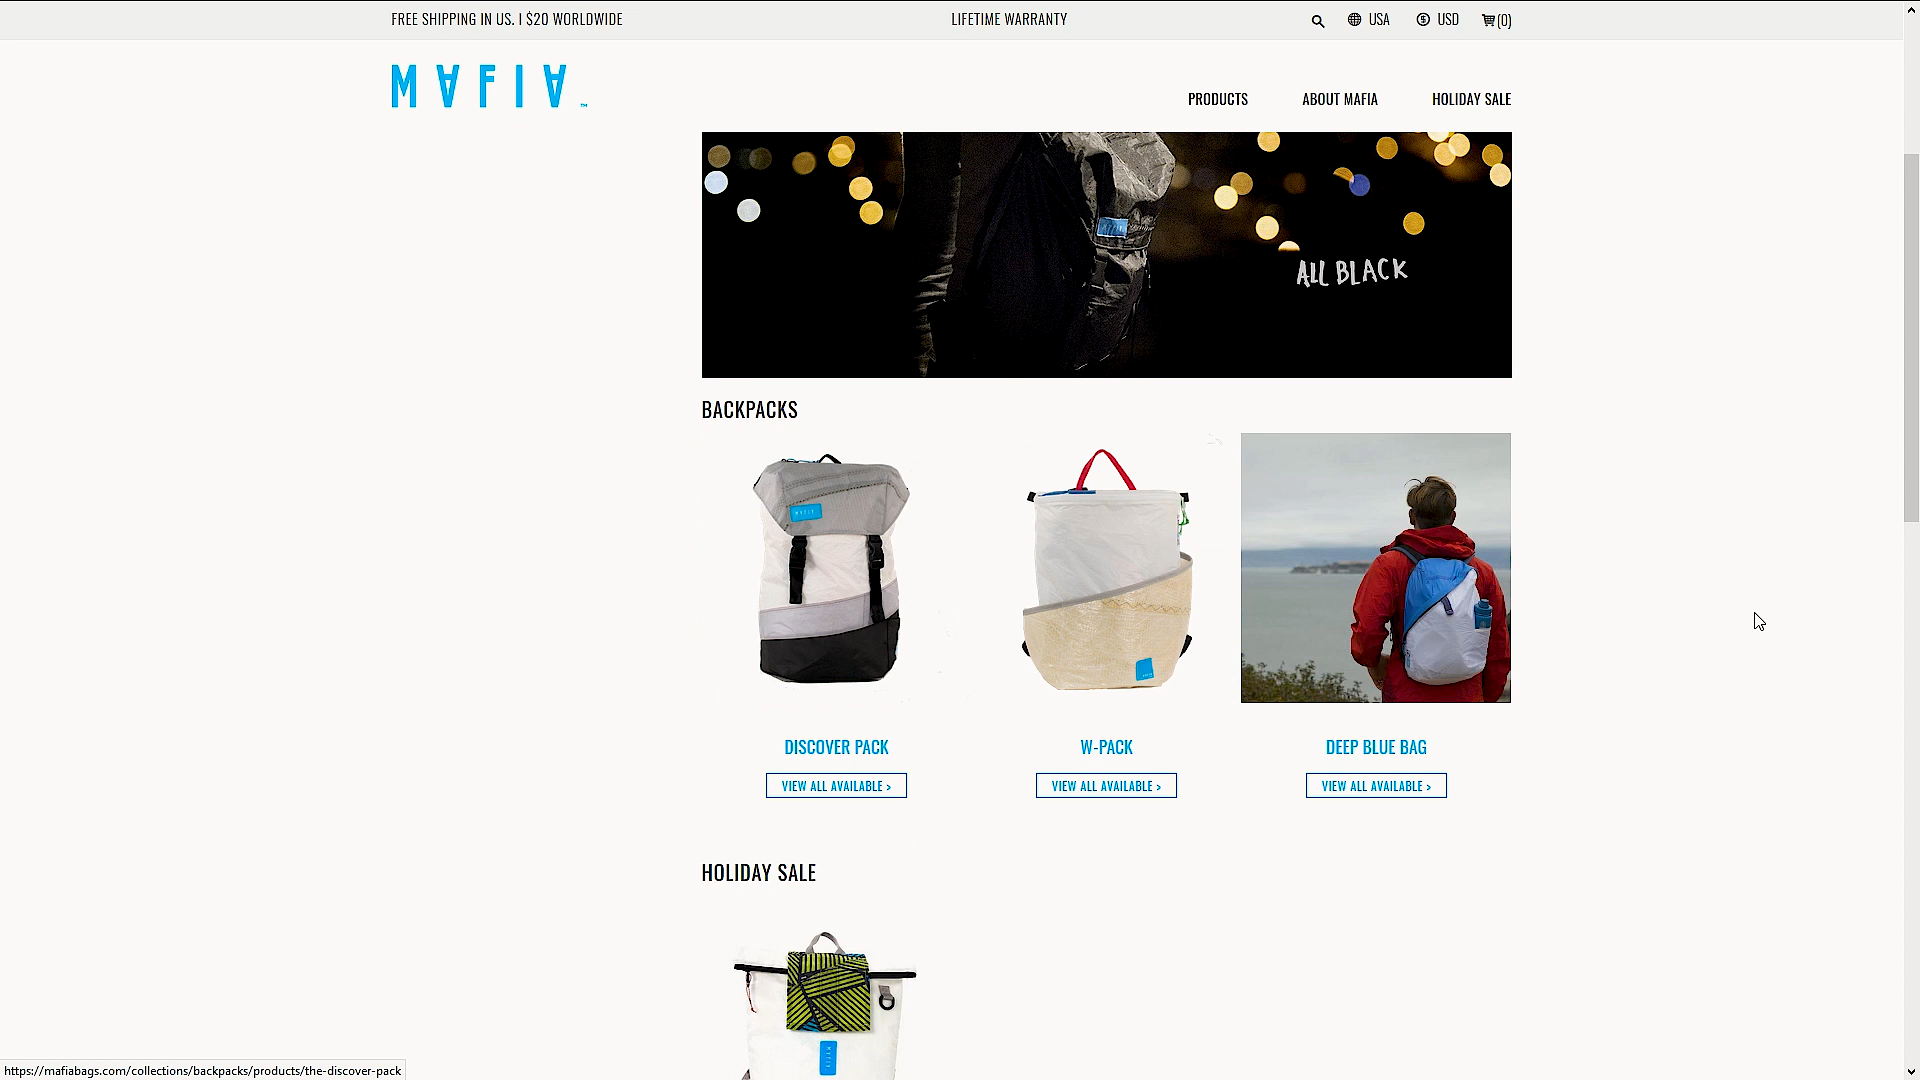 FREE SHIPPING IN US. I $20 WORLDWIDE
LIFETIME WARRANTY
USA
USD
(0)
MAFIA™
PRODUCTS
ABOUT MAFIA
HOLIDAY SALE
ALL BLACK
BACKPACKS
MAFIA
DISCOVER PACK
W-PACK
DEEP BLUE BAG
VIEW ALL AVAILABLE >
VIEW ALL AVAILABLE >
VIEW ALL AVAILABLE >
HOLIDAY SALE
MAFIA
https://mafiabags.com/collections/backpacks/products/the-discover-pack